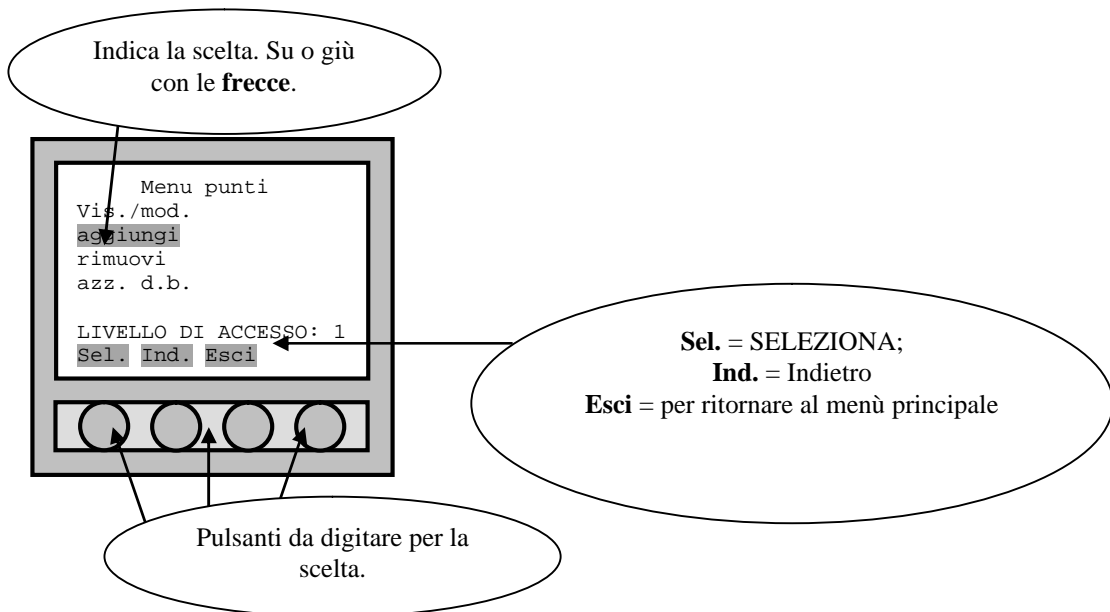 Indica la scelta. Su o giù
con le frecce.
Menu punti
Vis./mod.
aggiungi
rimuovi
azz. d.b.
LIVELLO DI ACCESSO: 1
Sel. Ind. Esci
Sel. = SELEZIONA;
Ind. = Indietro
Esci = per ritornare al menù principale
Pulsanti da digitare per la
scelta.